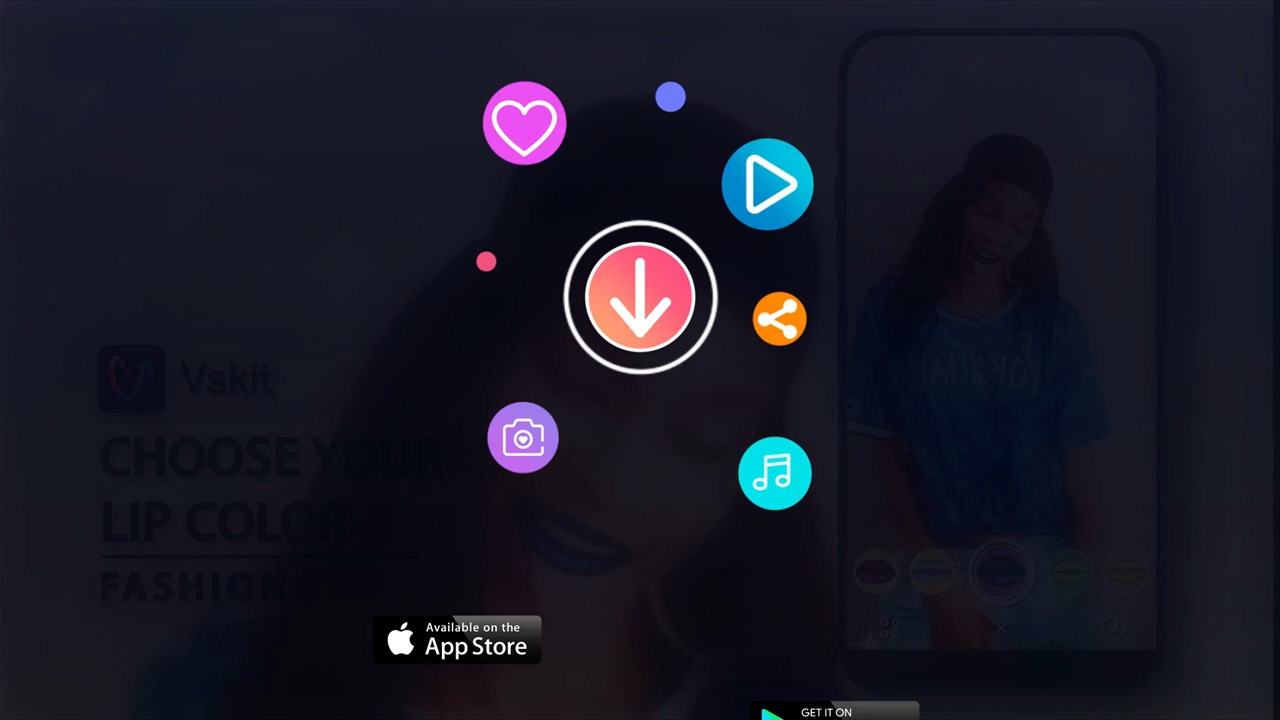 Vskit
CHOOSE YOUR
LIP COLOR
FASHION
Available on the
App Store
GET IT ON